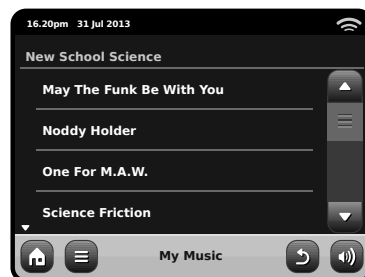 16.20pm 31 Jul 2013
New School Science
May The Funk Be With You
Noddy Holder
One For M.A.W.
Science Friction
My Music